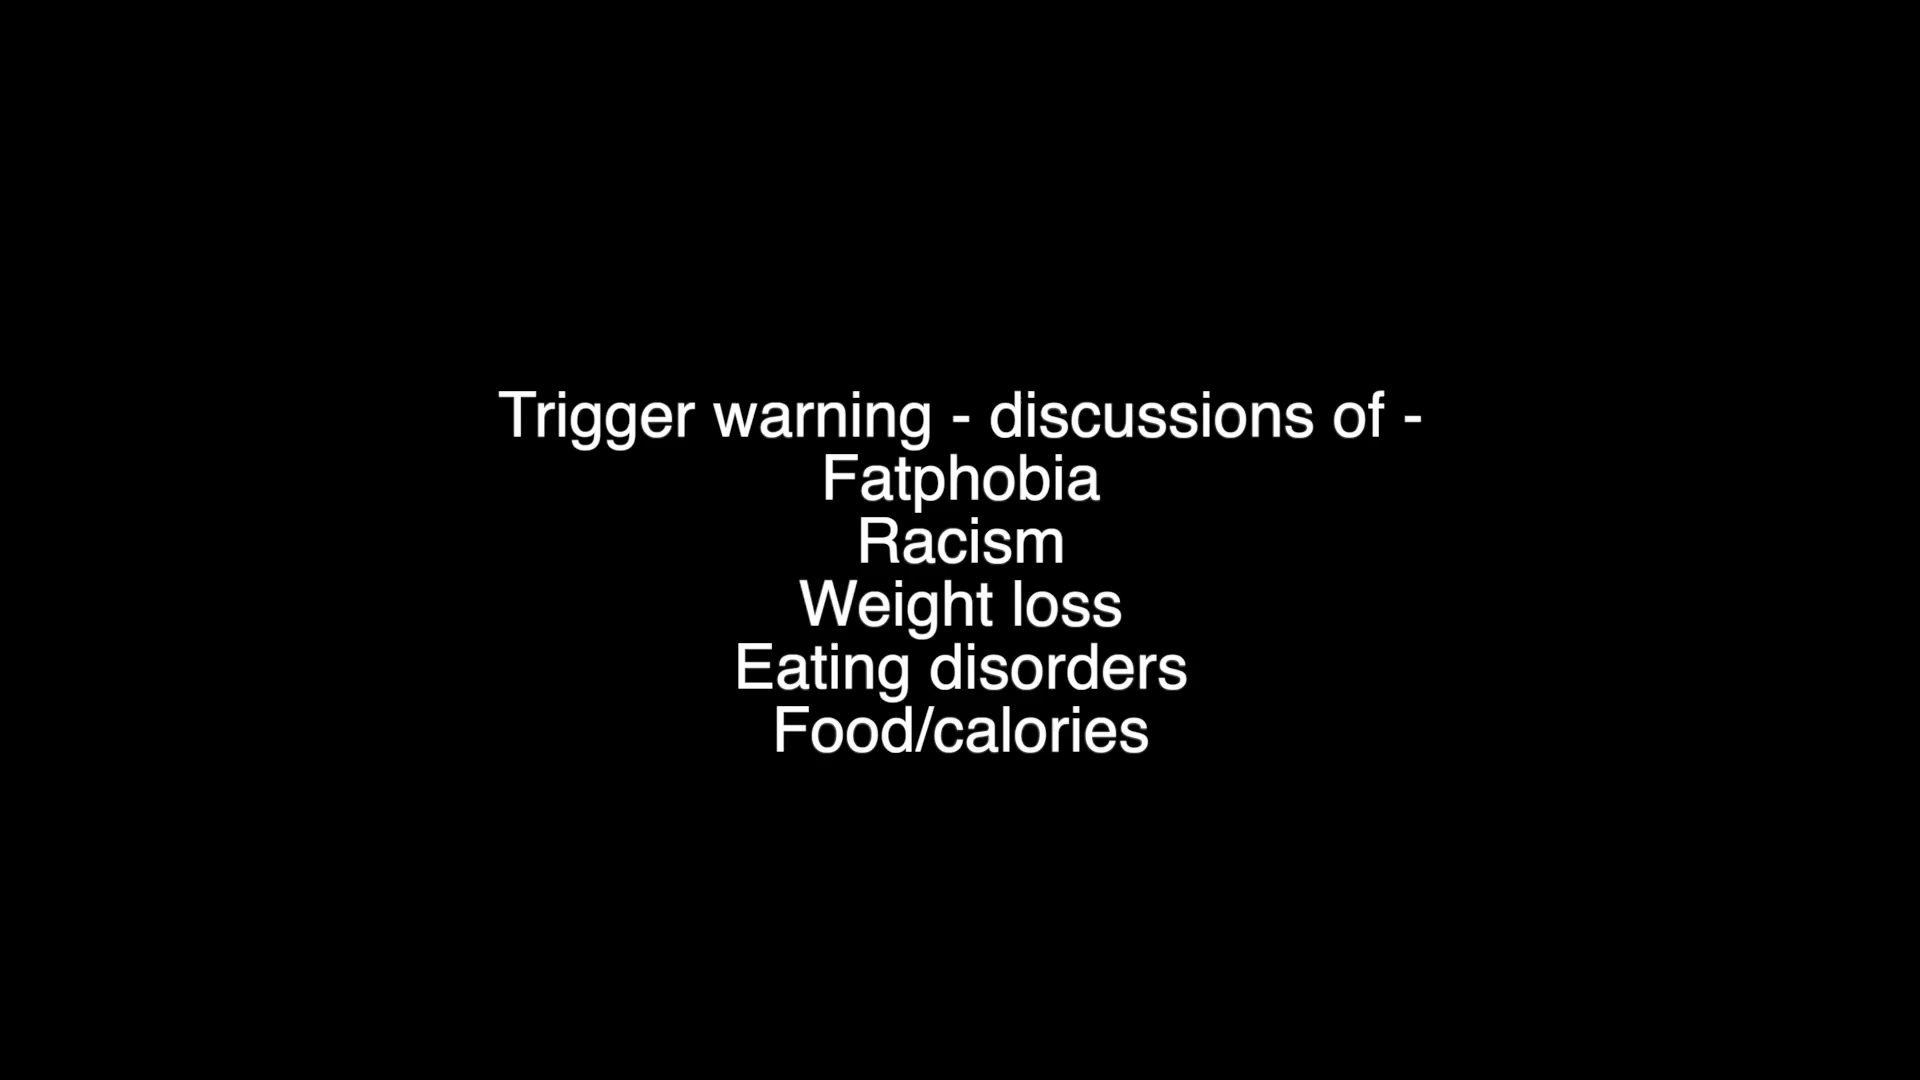 Trigger warning - discussions of -
Fatphobia
Racism
Weight loss
Eating disorders
Food/calories